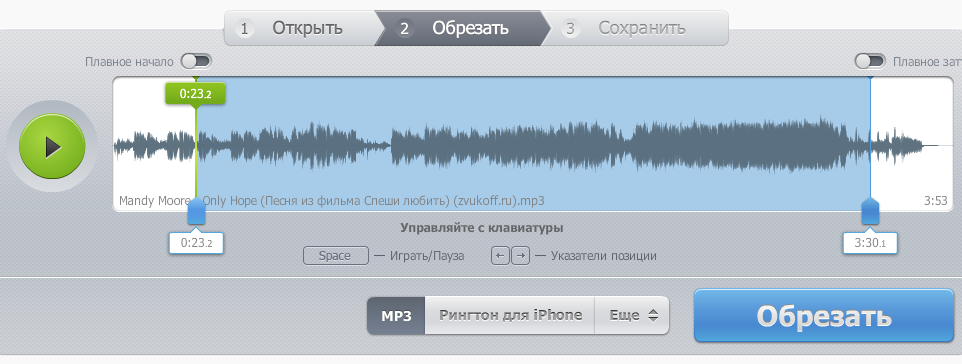 1 Открыть 2 Обрезать 3 Сохранить
Плавное начало Плавное зат
0:23.2
Mandy Moore - Only Hope (Песня из фильма Спеши любить) (zvukoff.ru).mp3 3:53
0:23.2 3:30.1
Управляйте с клавиатуры
Space — Играть/Пауза ← → — Указатели позиции
MP3 Рингтон для iPhone Еще Обрезать